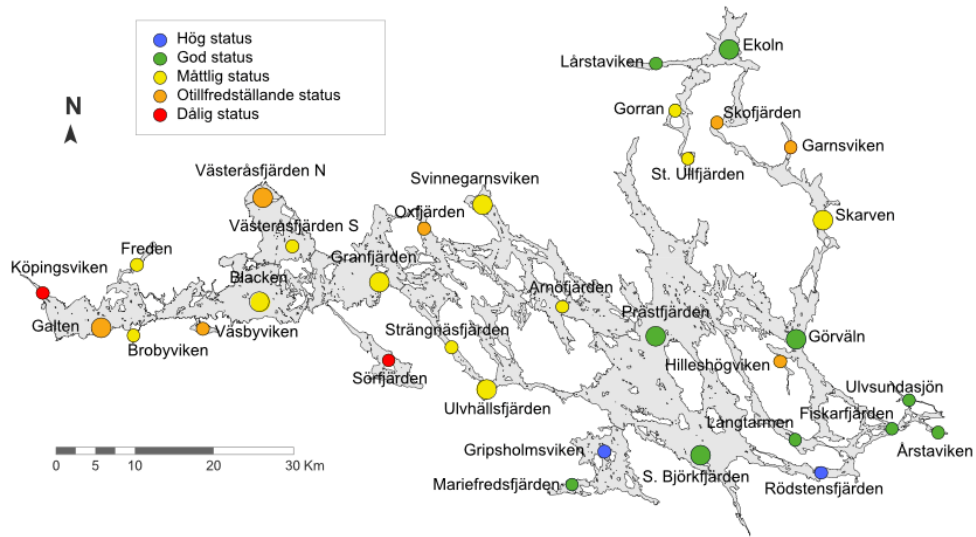 Hög status
God status
Måttlig status
Otillfredställande status
Dålig status
N
Ekoln
Lårstaviken
Gorran
Skofjärden
Garnsviken
St. Ullfjärden
Västeråsfjärden N
Svinnegarnsviken
Oxfjärden
Skarven
Västeråsfjärden S
Freden
Granfjärden
Köpingsviken
Blacken
Arnöfjärden
Galten
Brobyviken
Väsbyviken
Strängnäsfjärden
Prästfjärden
Görväln
Hilleshögviken
Sörfjärden
Ulvhällsfjärden
Ulvsundasjön
Långtarmen
Fiskarfjärden
Årstaviken
Gripsholmsviken
S. Björkfjärden
Mariefredsfjärden
Rödstensfjärden
0 2,5 5 10 20 30 Km